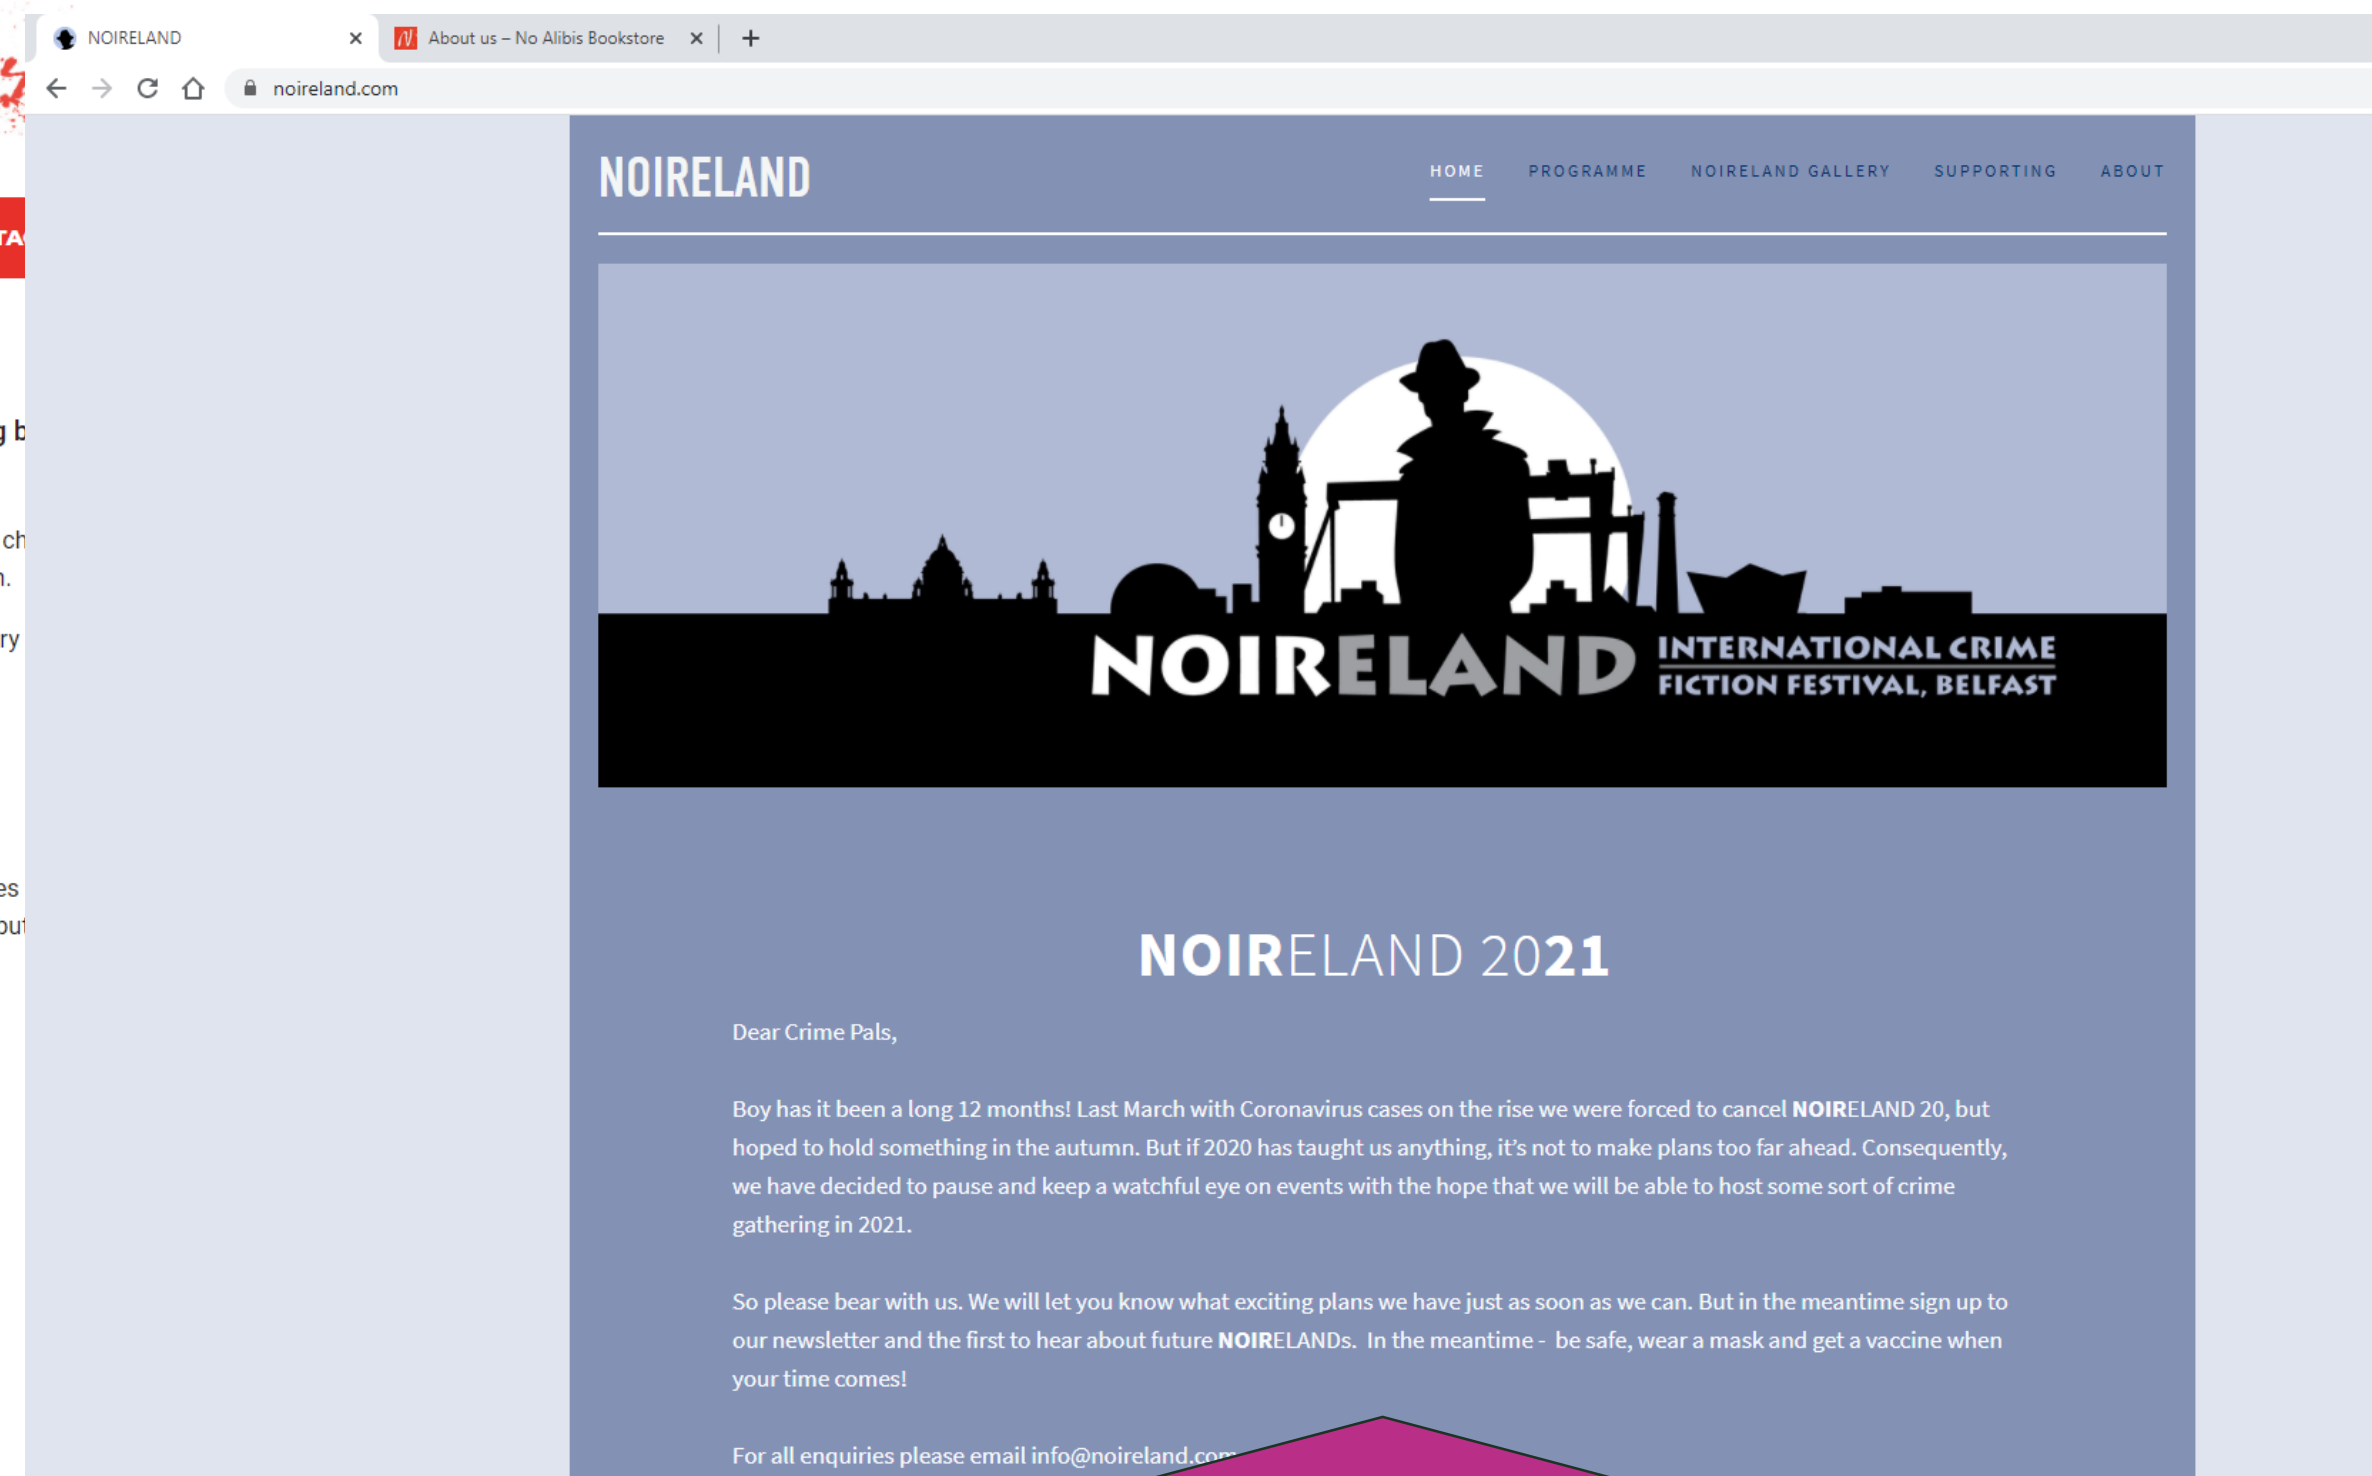 NOIRELAND
About us – No Alibis Bookstore
noireland.com
NOIRELAND
HOME PROGRAMME NOIRELAND GALLERY SUPPORTING ABOUT
NOIRELAND INTERNATIONAL CRIME
FICTION FESTIVAL, BELFAST
NOIRELAND 2021
Dear Crime Pals,
Boy has it been a long 12 months! Last March with Coronavirus cases on the rise we were forced to cancel NOIRELAND 20, but
hoped to hold something in the autumn. But if 2020 has taught us anything, it's not to make plans too far ahead. Consequently,
we have decided to pause and keep a watchful eye on events with the hope that we will be able to host some sort of crime
gathering in 2021.
So please bear with us. We will let you know what exciting plans we have just as soon as we can. But in the meantime sign up to
our newsletter and the first to hear about future NOIRELANDs. In the meantime - be safe, wear a mask and get a vaccine when
your time comes!
For all enquiries please email info@noireland.com